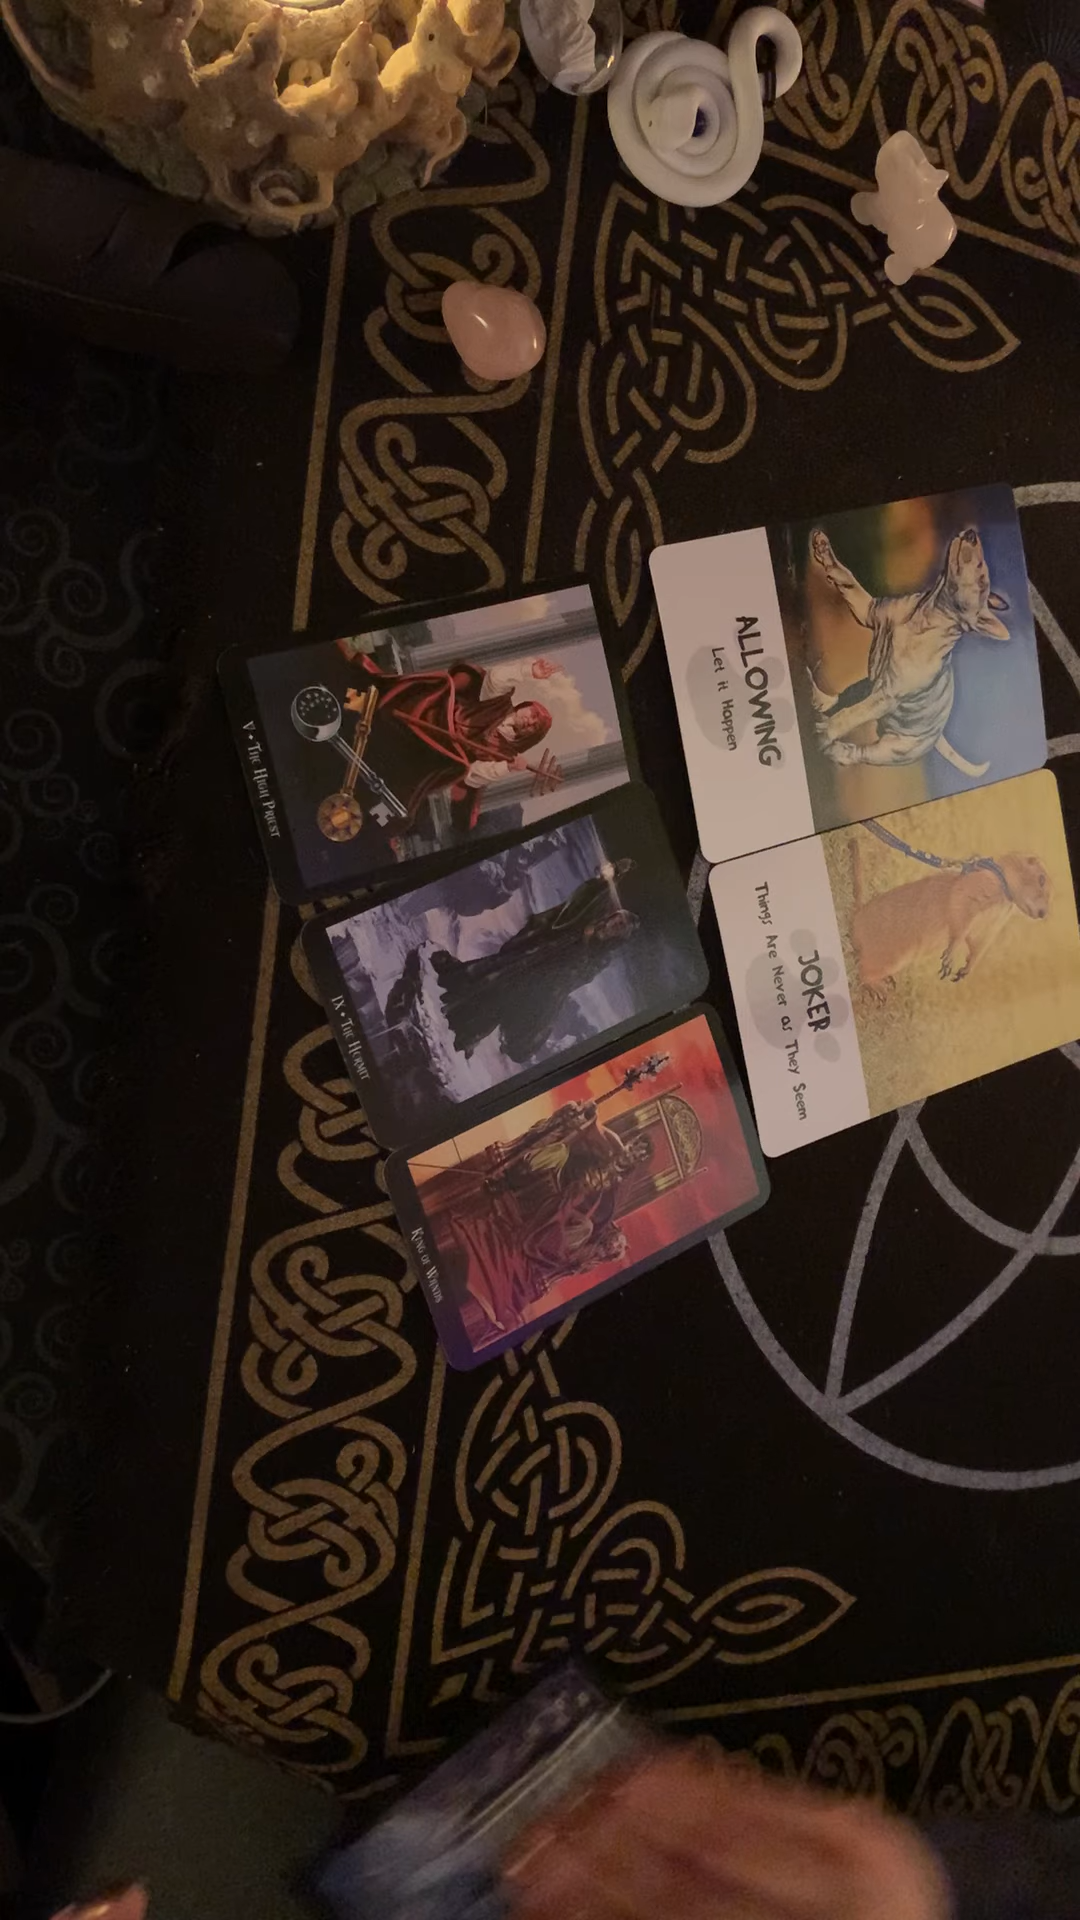 ALLOWING
Let it Happen
JOKER
Things Are Never as They Seem
V • THE HIGH PRIEST
IX • THE HERMIT
KING OF WANDS